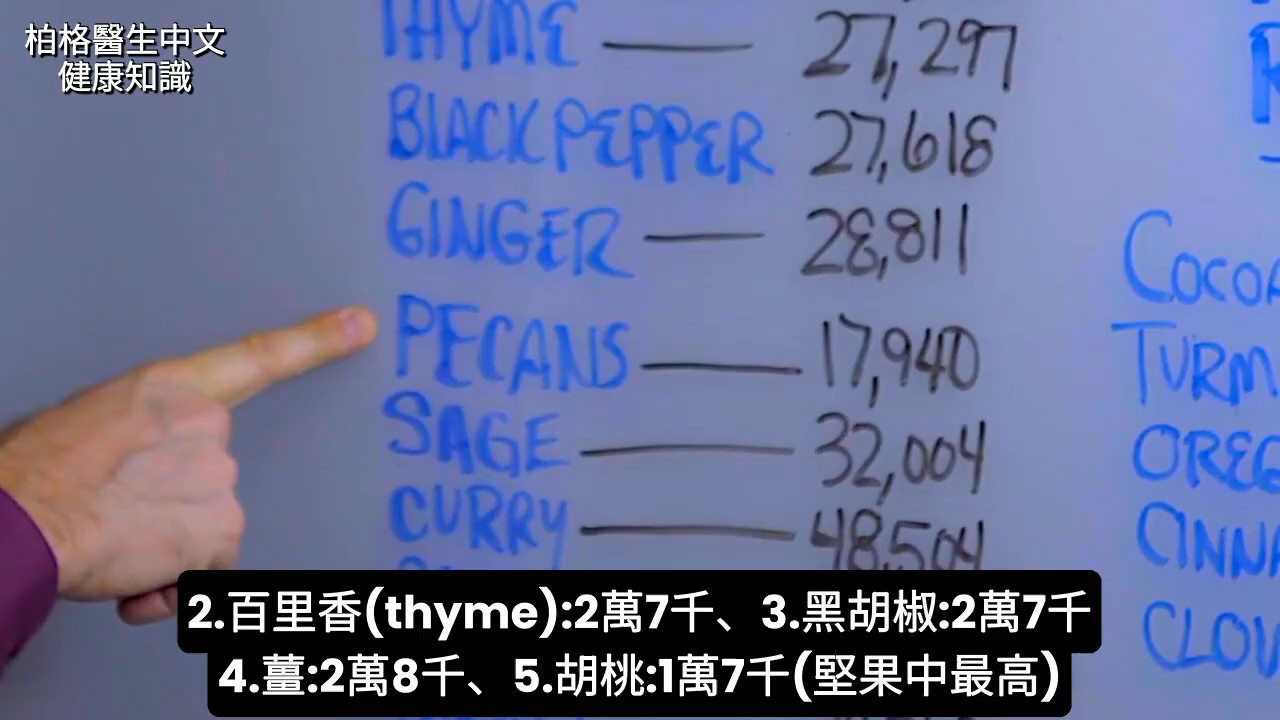 柏格醫生中文
健康知識
THYME — 27,297
BLACK PEPPER 27,618
GINGER — 28,811
PECANS — 17,940
SAGE — 32,004
CURRY — 48,504
COCOA
TURM
OREG
CINNA
CLOV
2.百里香(thyme):2萬7千、3.黑胡椒:2萬7千
4.薑:2萬8千、5.胡桃:1萬7千(堅果中最高)